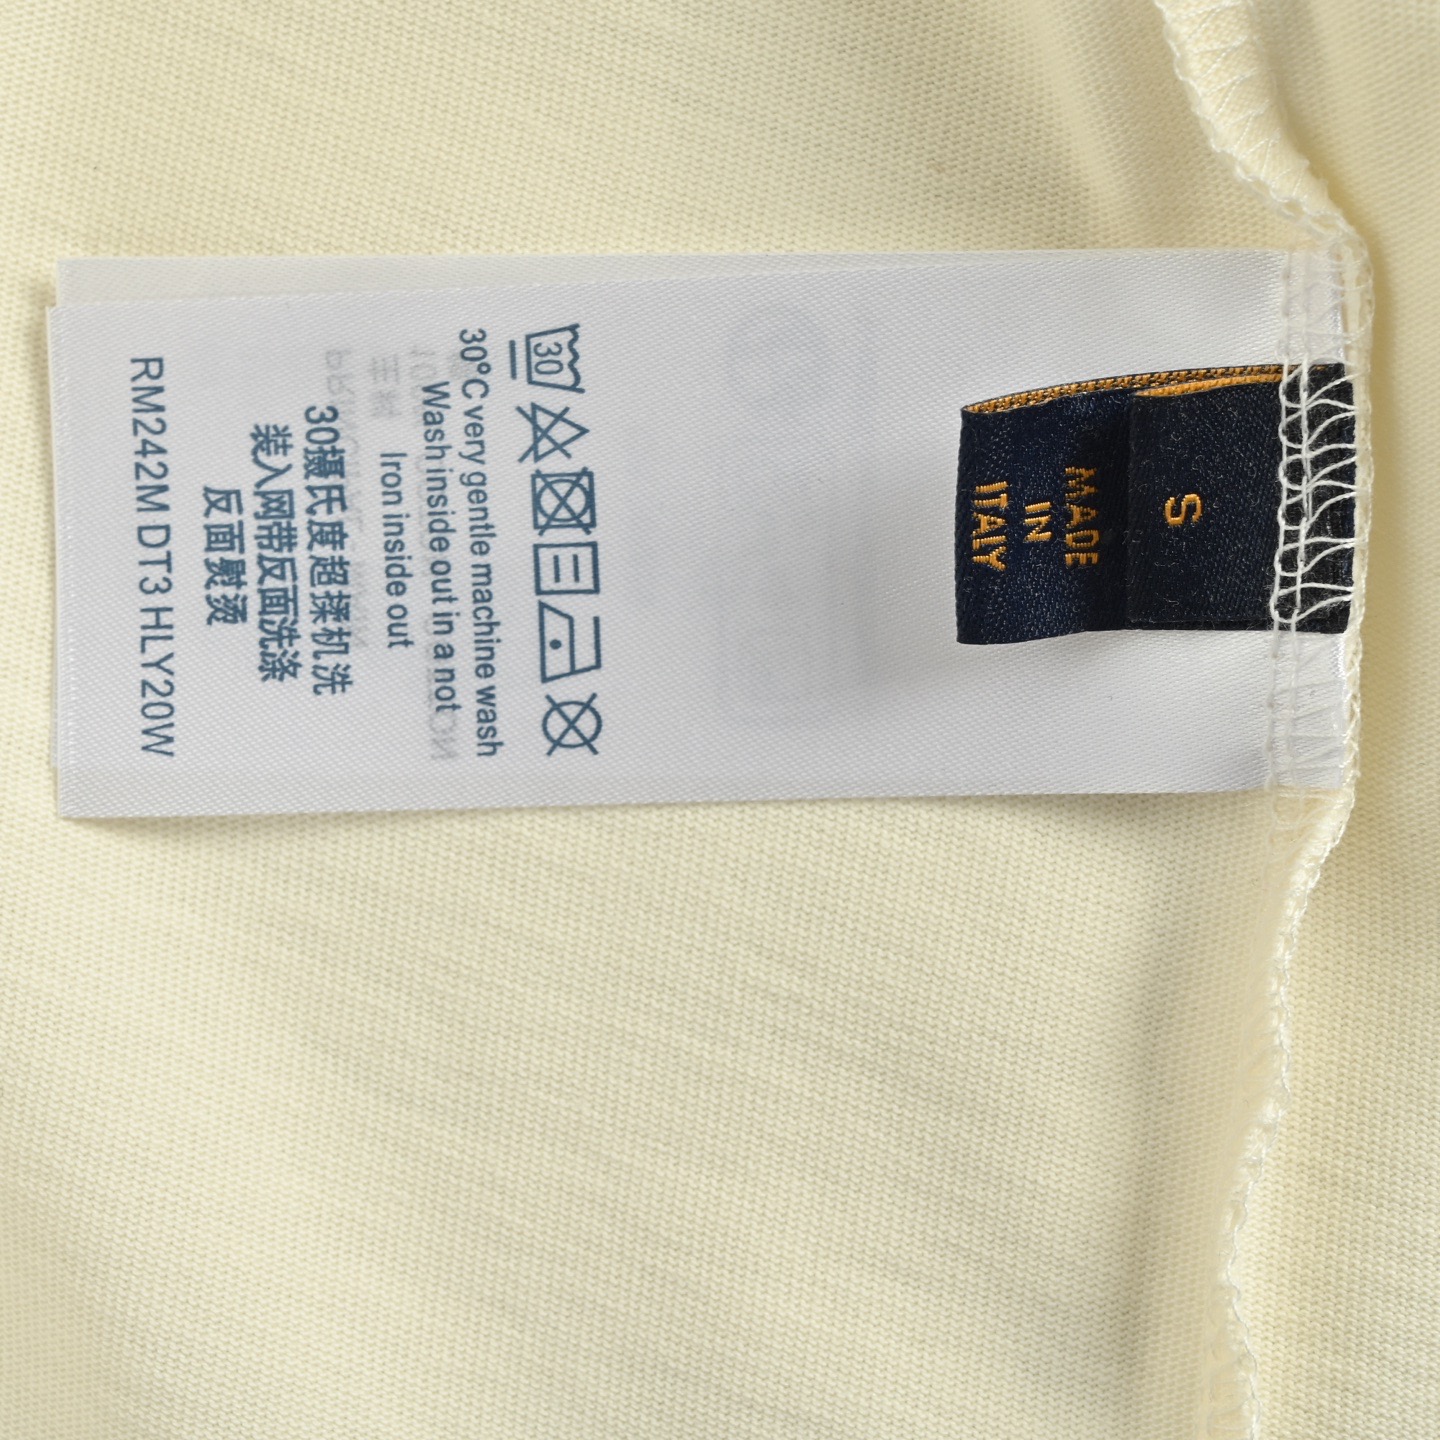 S
MADE
IN
ITALY
30
30°C very gentle machine wash
Wash inside out in a not
Iron inside out
30摄氏度超揉机洗
装入网带反面洗涤
反面熨烫
RM242M DT3 HLY20W